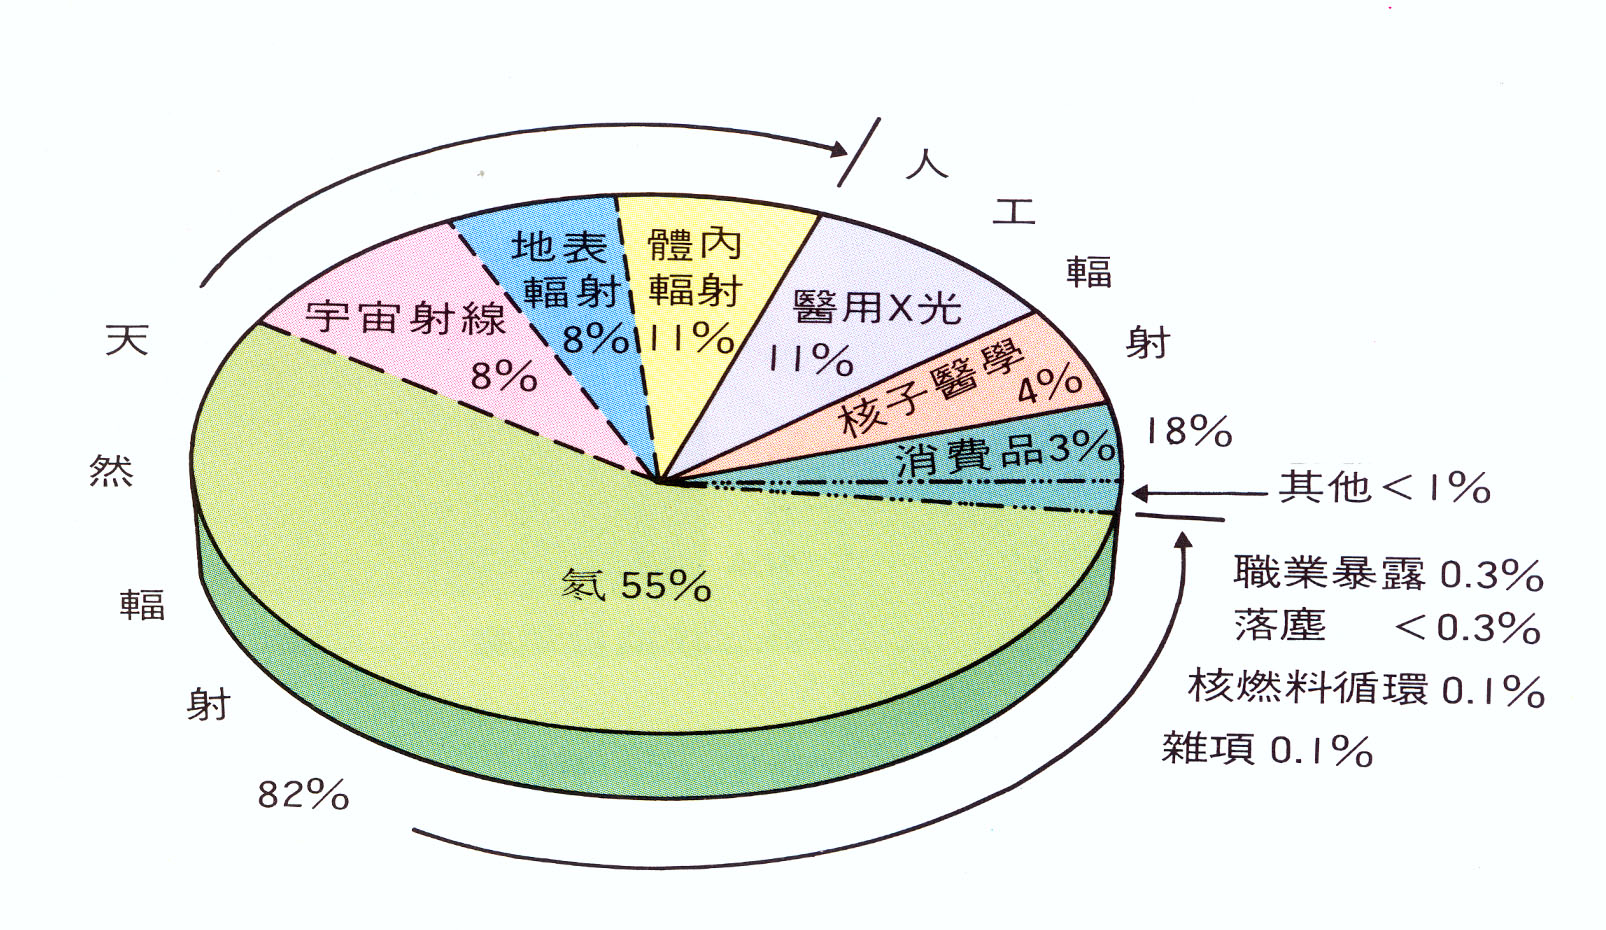 天然輻射
82%
人工輻射
18%
宇宙射線
8%
地表
輻射
8%
體內
輻射
11%
醫用X光
11%
核子醫學
4%
消費品3%
其他<1%
職業暴露 0.3%
落塵 <0.3%
核燃料循環 0.1%
雜項 0.1%
氡 55%